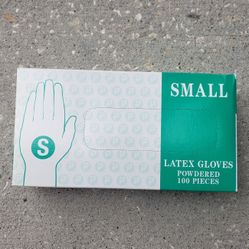 SMALL
S
LATEX GLOVES
POWDERED
100 PIECES